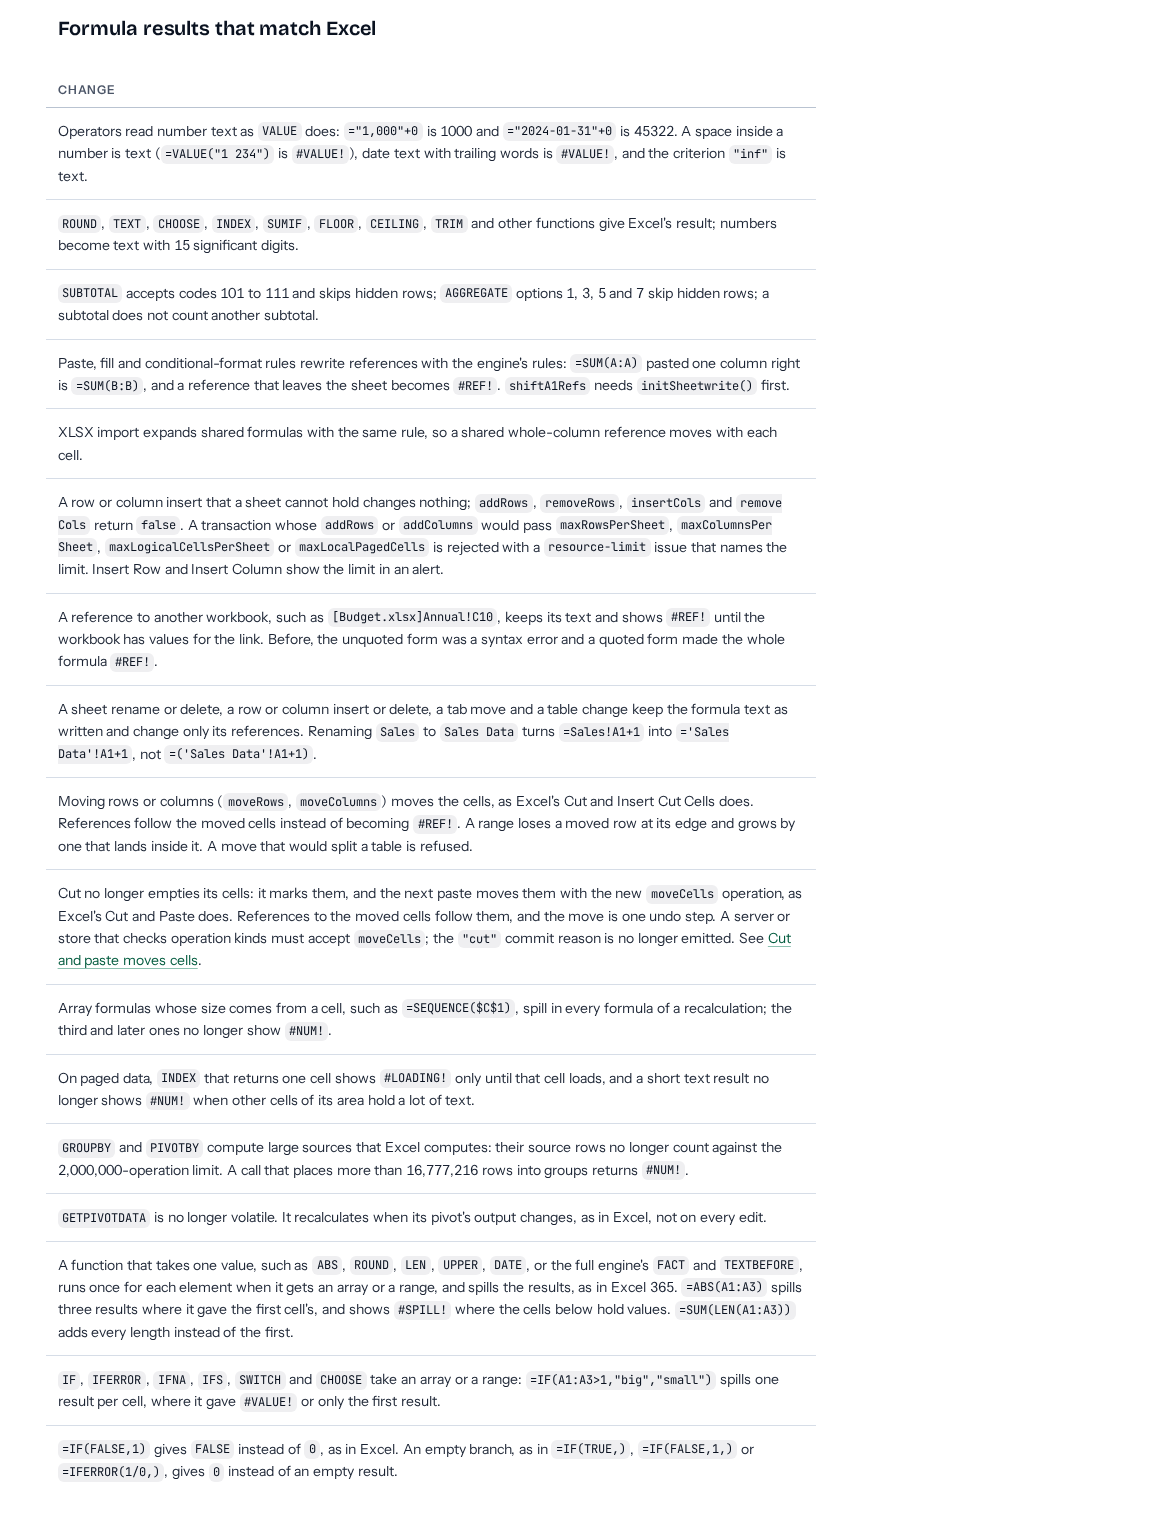 Formula results that match Excel
CHANGE
Operators read number text as VALUE does: ="1,000"+0 is 1000 and ="2024-01-31"+0 is 45322. A space inside a
number is text (=VALUE("1 234") is #VALUE!), date text with trailing words is #VALUE!, and the criterion "inf" is
text.
ROUND, TEXT, CHOOSE, INDEX, SUMIF, FLOOR, CEILING, TRIM and other functions give Excel's result; numbers
become text with 15 significant digits.
SUBTOTAL accepts codes 101 to 111 and skips hidden rows; AGGREGATE options 1, 3, 5 and 7 skip hidden rows; a
subtotal does not count another subtotal.
Paste, fill and conditional-format rules rewrite references with the engine's rules: =SUM(A:A) pasted one column right
is =SUM(B:B), and a reference that leaves the sheet becomes #REF!. shiftA1Refs needs initSheetwrite() first.
XLSX import expands shared formulas with the same rule, so a shared whole-column reference moves with each
cell.
A row or column insert that a sheet cannot hold changes nothing; addRows, removeRows, insertCols and remove
Cols return false. A transaction whose addRows or addColumns would pass maxRowsPerSheet, maxColumnsPer
Sheet, maxLogicalCellsPerSheet or maxLocalPagedCells is rejected with a resource-limit issue that names the
limit. Insert Row and Insert Column show the limit in an alert.
A reference to another workbook, such as [Budget.xlsx]Annual!C10, keeps its text and shows #REF! until the
workbook has values for the link. Before, the unquoted form was a syntax error and a quoted form made the whole
formula #REF!.
A sheet rename or delete, a row or column insert or delete, a tab move and a table change keep the formula text as
written and change only its references. Renaming Sales to Sales Data turns =Sales!A1+1 into ='Sales
Data'!A1+1, not =('Sales Data'!A1+1).
Moving rows or columns (moveRows, moveColumns) moves the cells, as Excel's Cut and Insert Cut Cells does.
References follow the moved cells instead of becoming #REF!. A range loses a moved row at its edge and grows by
one that lands inside it. A move that would split a table is refused.
Cut no longer empties its cells: it marks them, and the next paste moves them with the new moveCells operation, as
Excel's Cut and Paste does. References to the moved cells follow them, and the move is one undo step. A server or
store that checks operation kinds must accept moveCells; the "cut" commit reason is no longer emitted. See Cut
and paste moves cells.
Array formulas whose size comes from a cell, such as =SEQUENCE($C$1), spill in every formula of a recalculation; the
third and later ones no longer show #NUM!.
On paged data, INDEX that returns one cell shows #LOADING! only until that cell loads, and a short text result no
longer shows #NUM! when other cells of its area hold a lot of text.
GROUPBY and PIVOTBY compute large sources that Excel computes: their source rows no longer count against the
2,000,000-operation limit. A call that places more than 16,777,216 rows into groups returns #NUM!.
GETPIVOTDATA is no longer volatile. It recalculates when its pivot's output changes, as in Excel, not on every edit.
A function that takes one value, such as ABS, ROUND, LEN, UPPER, DATE, or the full engine's FACT and TEXTBEFORE,
runs once for each element when it gets an array or a range, and spills the results, as in Excel 365. =ABS(A1:A3) spills
three results where it gave the first cell's, and shows #SPILL! where the cells below hold values. =SUM(LEN(A1:A3))
adds every length instead of the first.
IF, IFERROR, IFNA, IFS, SWITCH and CHOOSE take an array or a range: =IF(A1:A3>1,"big","small") spills one
result per cell, where it gave #VALUE! or only the first result.
=IF(FALSE,1) gives FALSE instead of 0, as in Excel. An empty branch, as in =IF(TRUE,), =IF(FALSE,1,) or
=IFERROR(1/0,), gives 0 instead of an empty result.